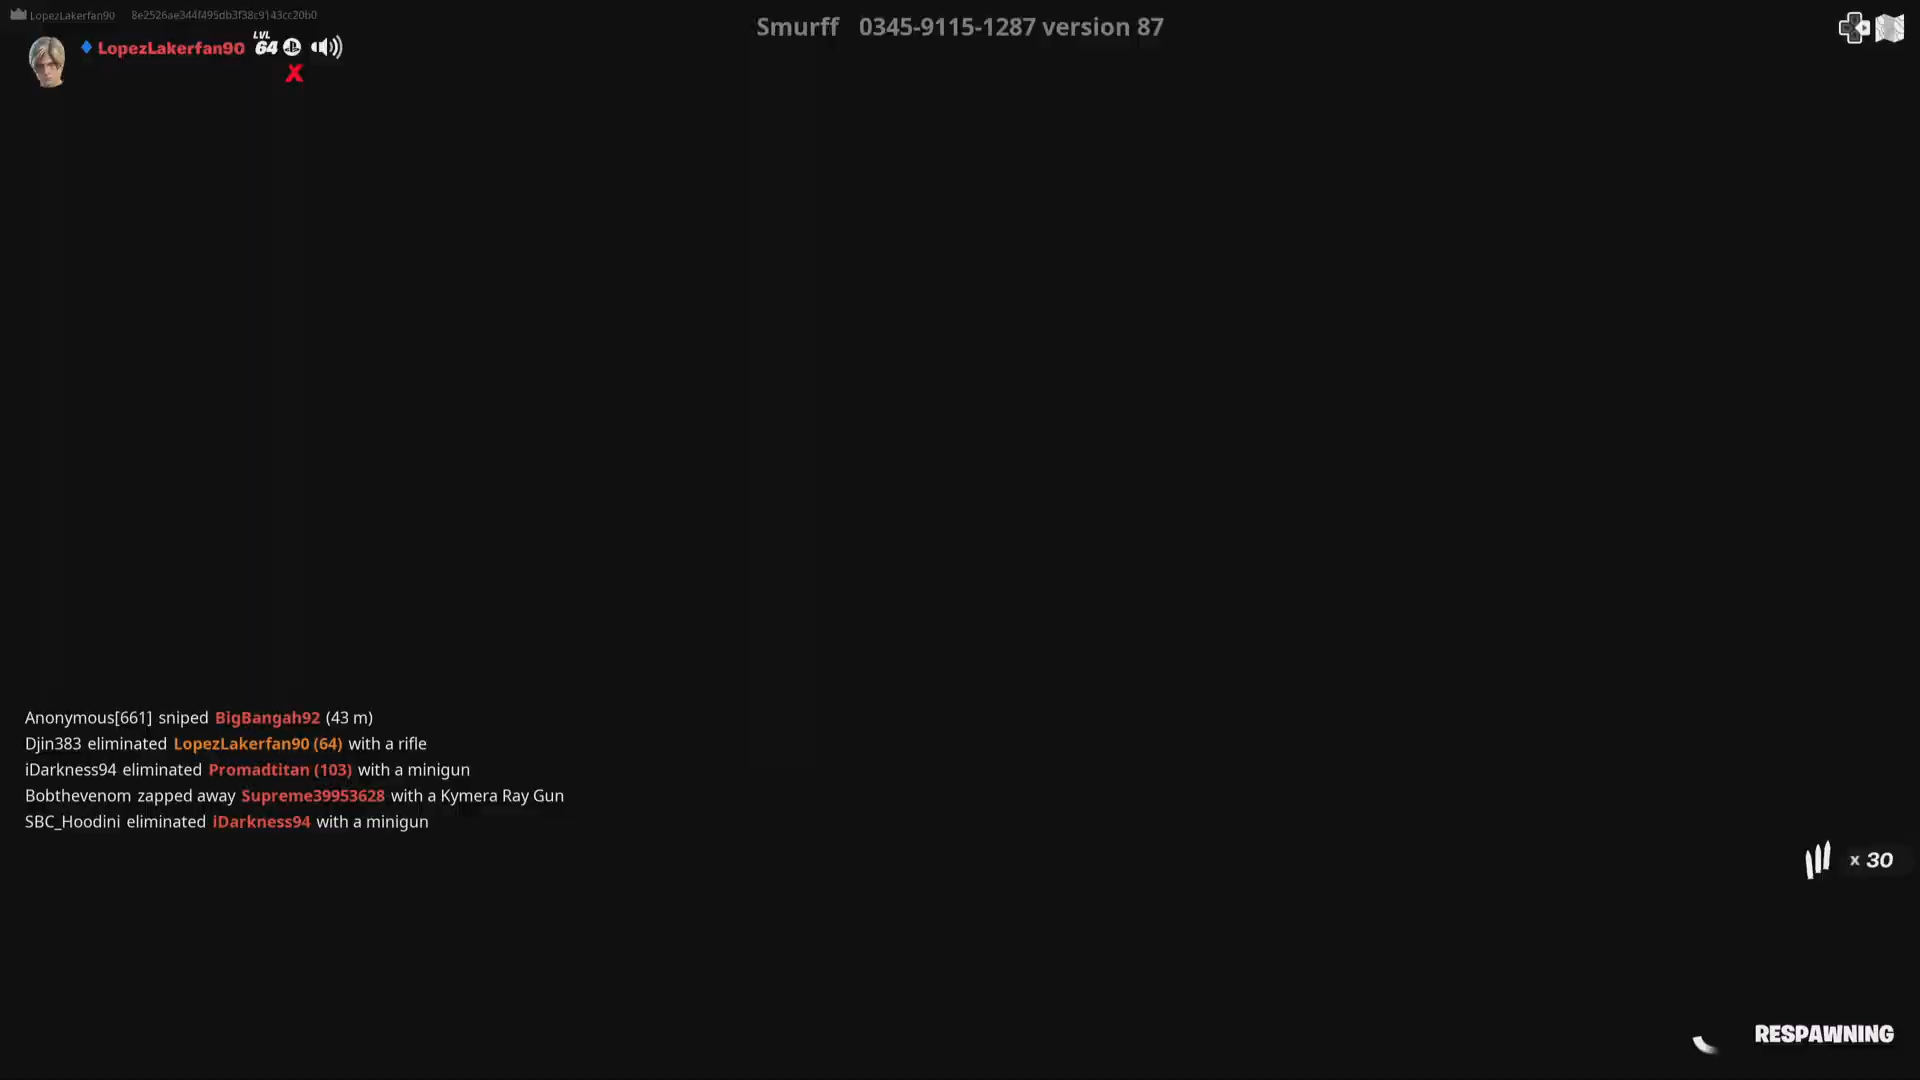 LopezLakerfan90 8e2526ae344f495db3f38c9143cc20b0
Smurff 0345-9115-1287 version 87
LopezLakerfan90 LVL 64
X
Anonymous[661] sniped BigBangah92 (43 m)
Djin383 eliminated LopezLakerfan90 (64) with a rifle
iDarkness94 eliminated Promadtitan (103) with a minigun
Bobthevenom zapped away Supreme39953628 with a Kymera Ray Gun
SBC_Hoodini eliminated iDarkness94 with a minigun
x 30
RESPAWNING